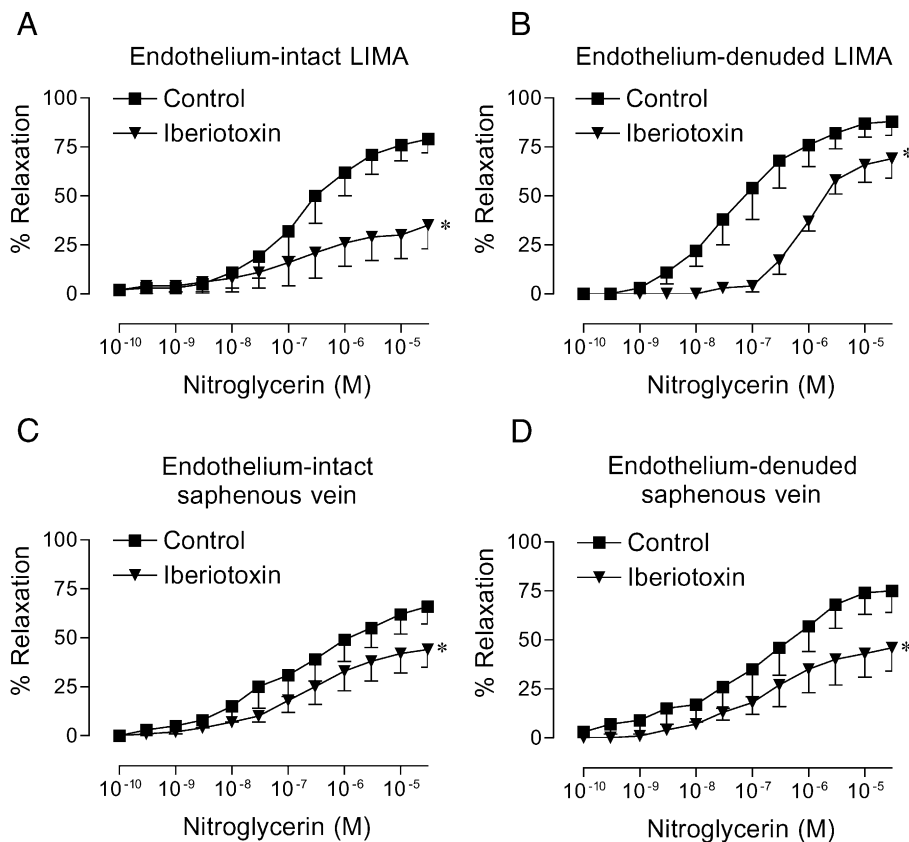 A
Endothelium-intact LIMA
Control
Iberiotoxin
% Relaxation
100
75
50
25
0
*
10-10 10-9 10-8 10-7 10-6 10-5
Nitroglycerin (M)
B
Endothelium-denuded LIMA
Control
Iberiotoxin
% Relaxation
100
75
50
25
0
*
10-10 10-9 10-8 10-7 10-6 10-5
Nitroglycerin (M)
C
Endothelium-intact
saphenous vein
Control
Iberiotoxin
% Relaxation
100
75
50
25
0
*
10-10 10-9 10-8 10-7 10-6 10-5
Nitroglycerin (M)
D
Endothelium-denuded
saphenous vein
Control
Iberiotoxin
% Relaxation
100
75
50
25
0
*
10-10 10-9 10-8 10-7 10-6 10-5
Nitroglycerin (M)